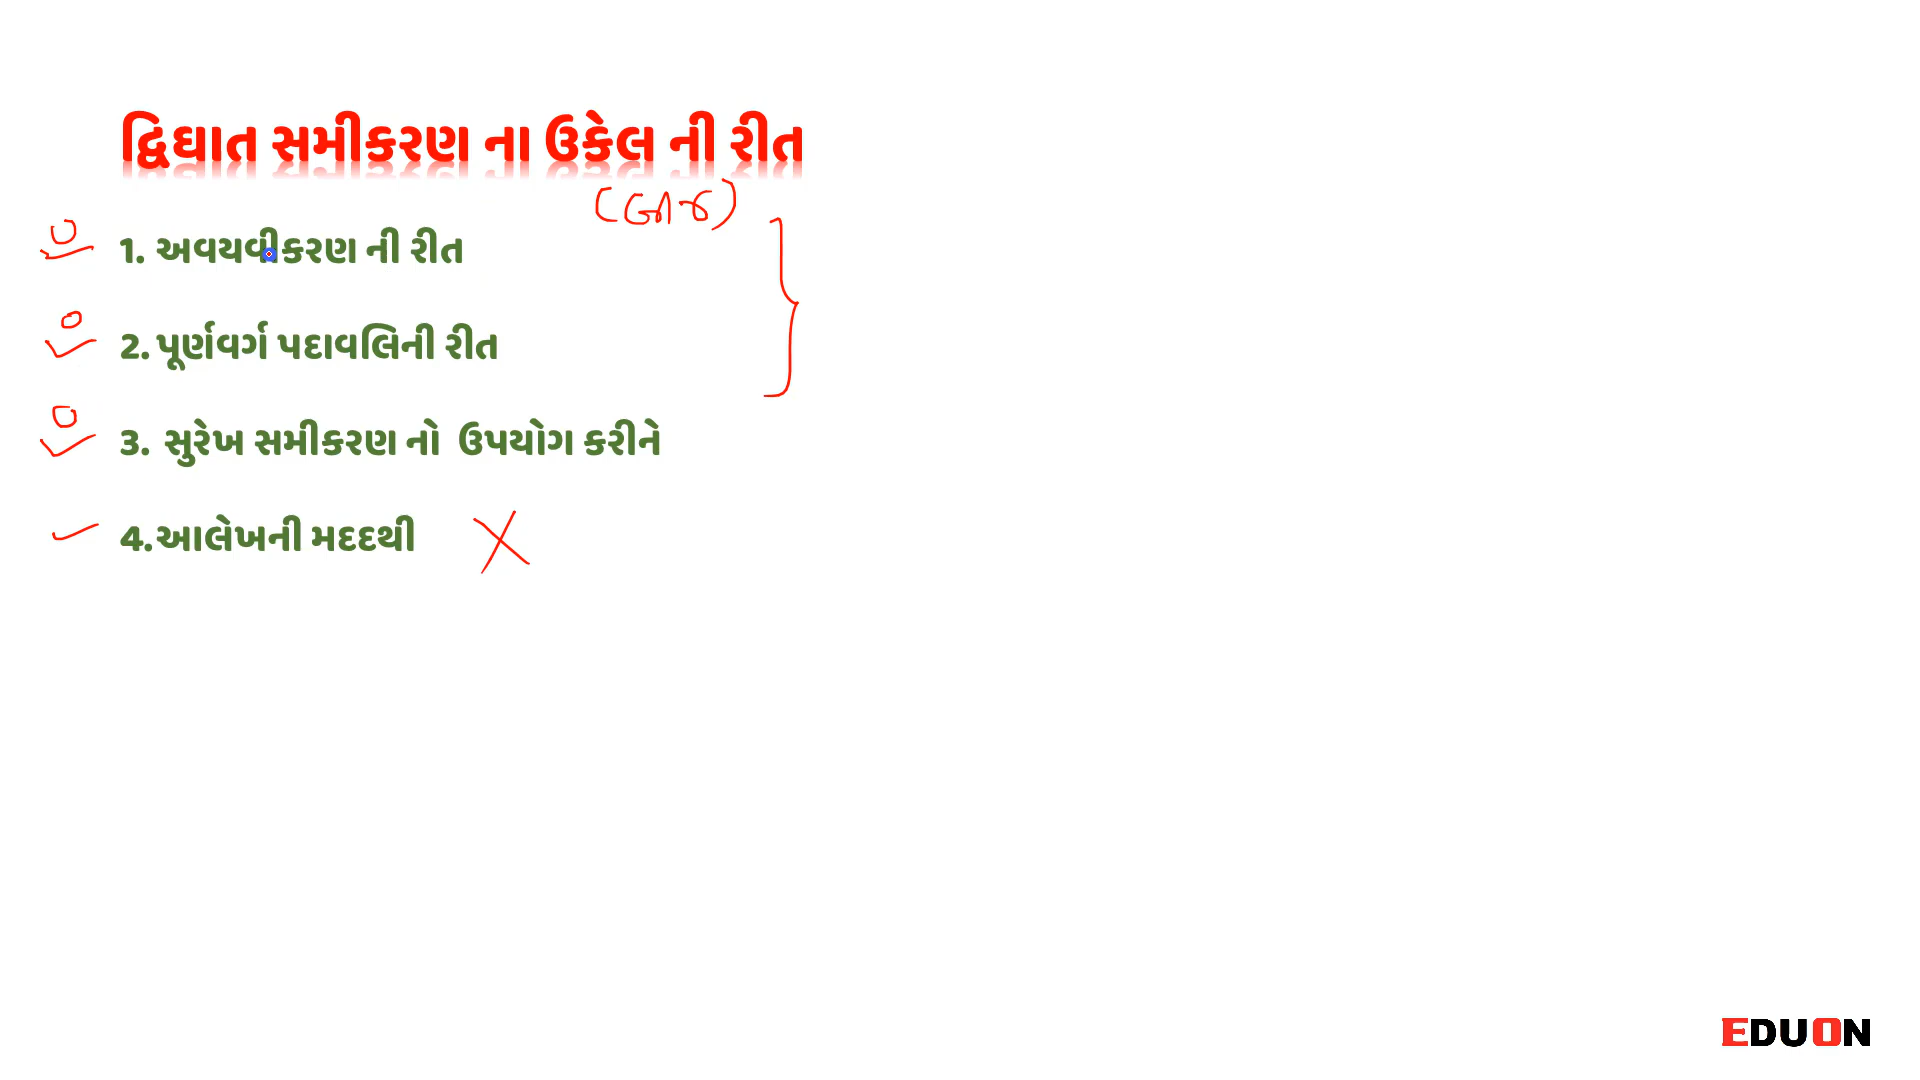 દ્વિઘાત સમીકરણ ના ઉકેલ ની રીત
(બીજ)
1. અવયવીકરણ ની રીત
2. પૂર્ણવર્ગ પદાવલિની રીત
3. સુરેખ સમીકરણ નો ઉપયોગ કરીને
4.આલેખની મદદથી
EDUON